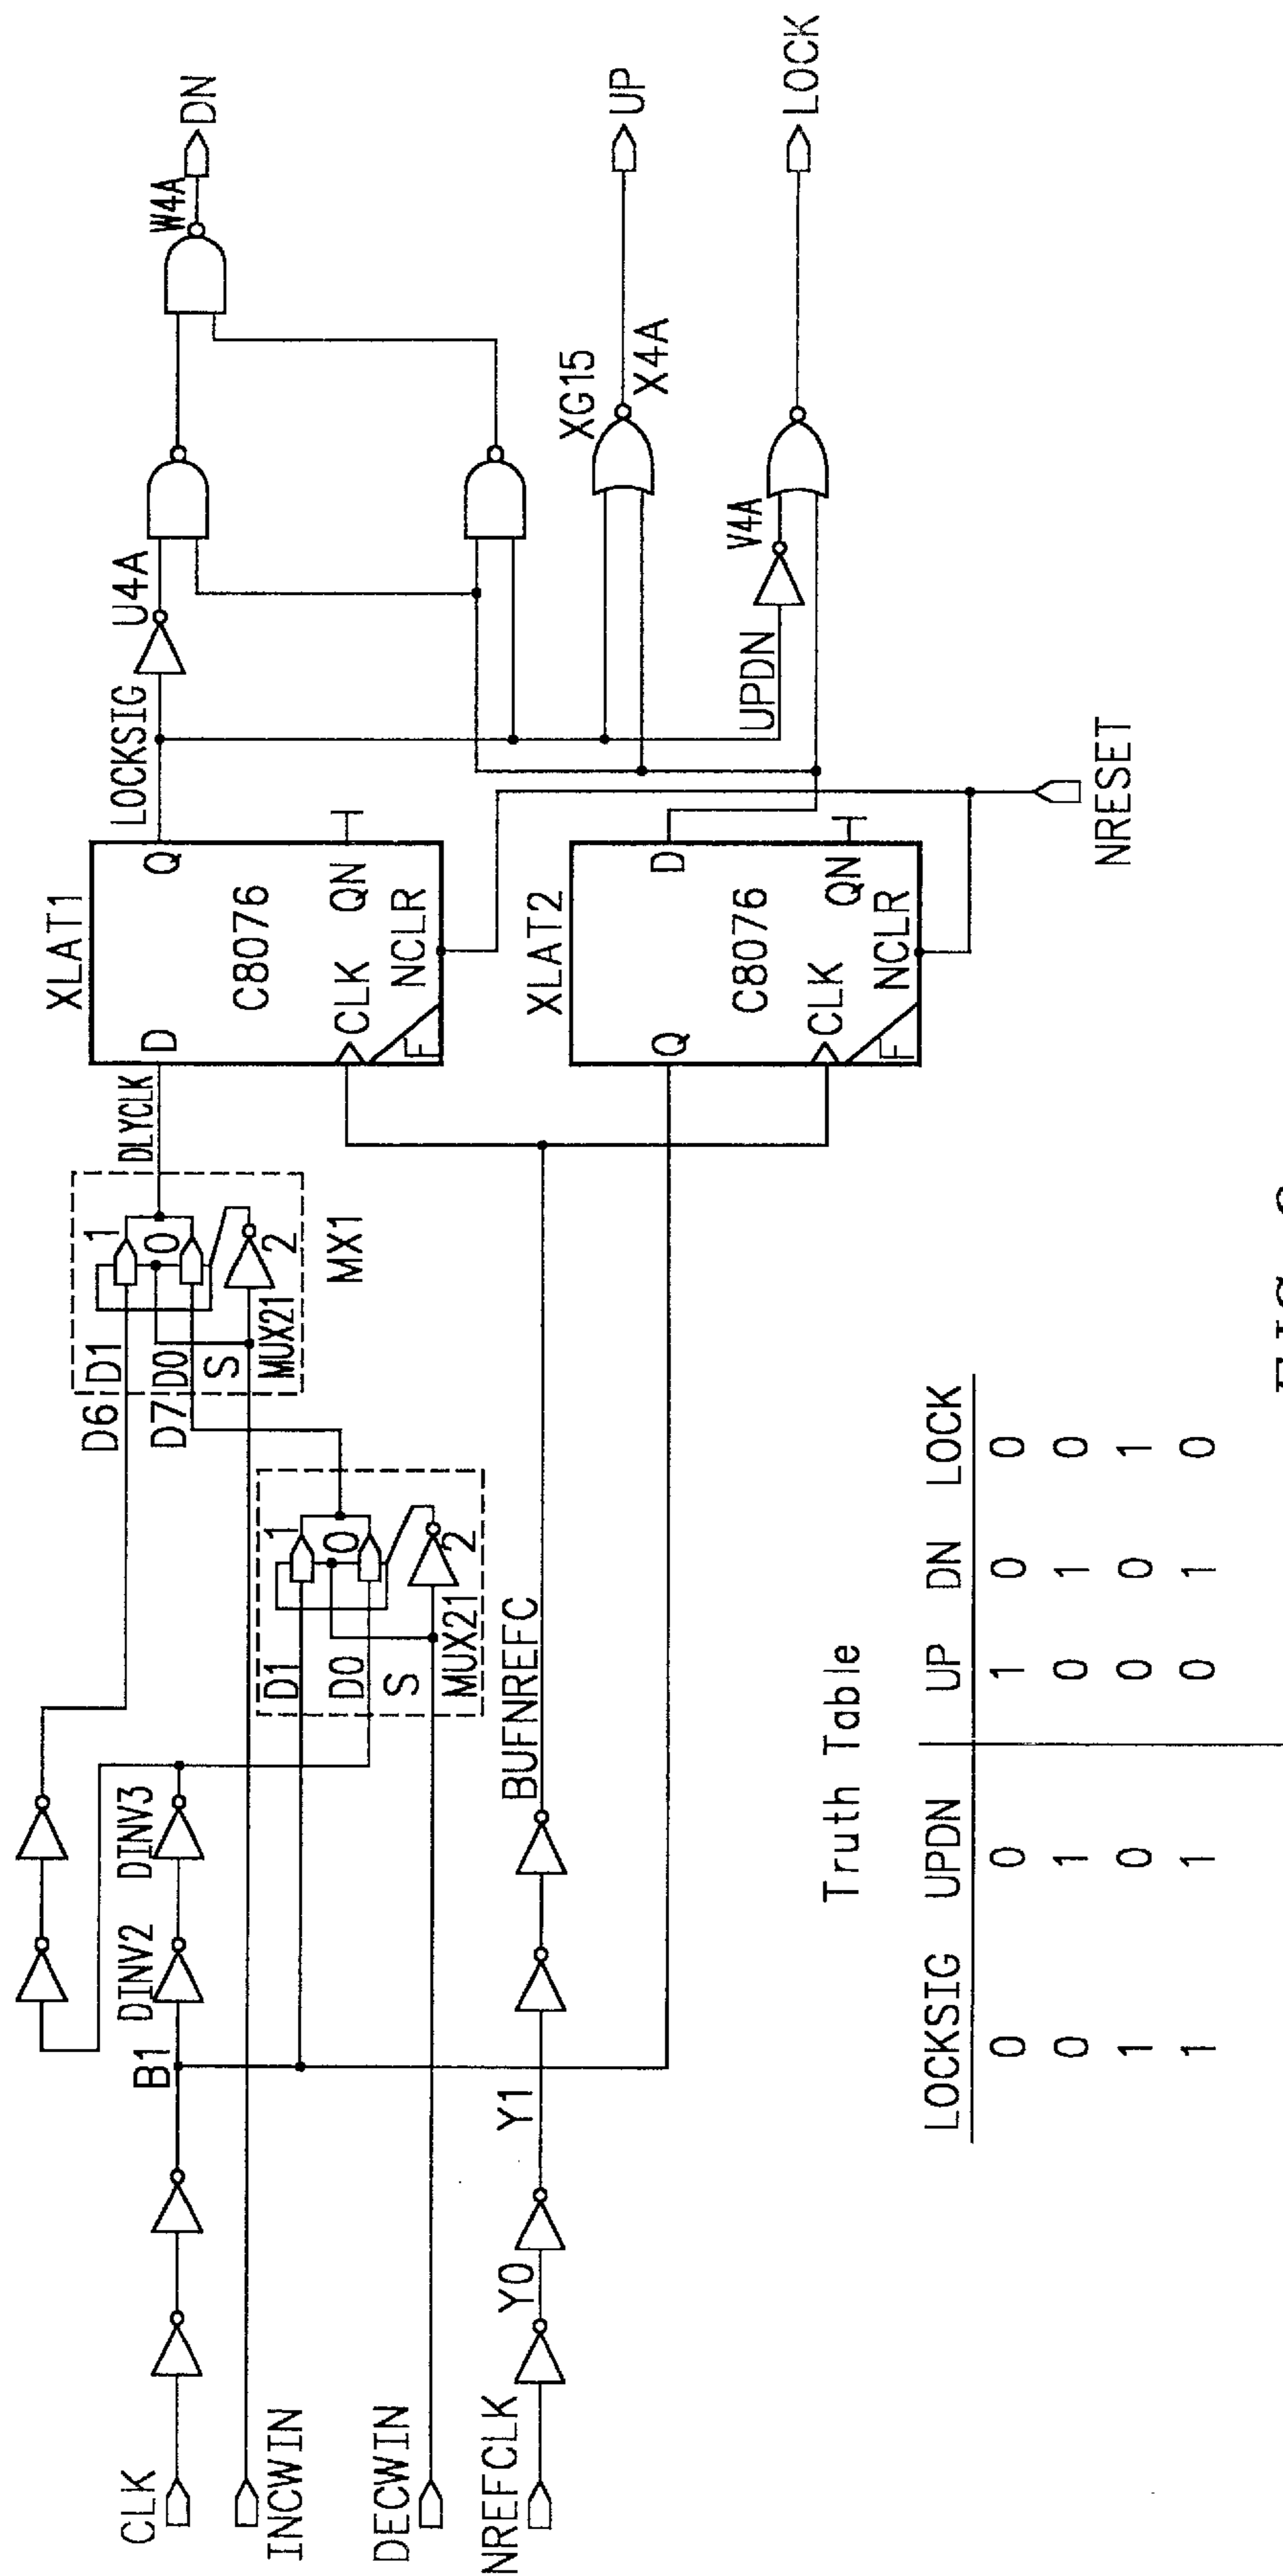 CLK
INCWIN
DECWIN
NREFCLK
Y0
Y1
B1
DINV2
DINV3
BUFNREFC
D6
D7
D1
D0
S
MUX21
1
0
2
MX1
D1
D0
S
MUX21
1
0
2
DLYCLK
XLAT1
D
Q
C8076
CLK
QN
F
NCLR
XLAT2
Q
D
C8076
CLK
QN
F
NCLR
NRESET
LOCKSIG
U4A
W4A
DN
XG15
X4A
UP
UPDN
V4A
LOCK
Truth Table
LOCKSIG UPDN UP DN LOCK
0 0 1 0 0
0 1 0 1 0
1 0 0 0 1
1 1 0 1 0